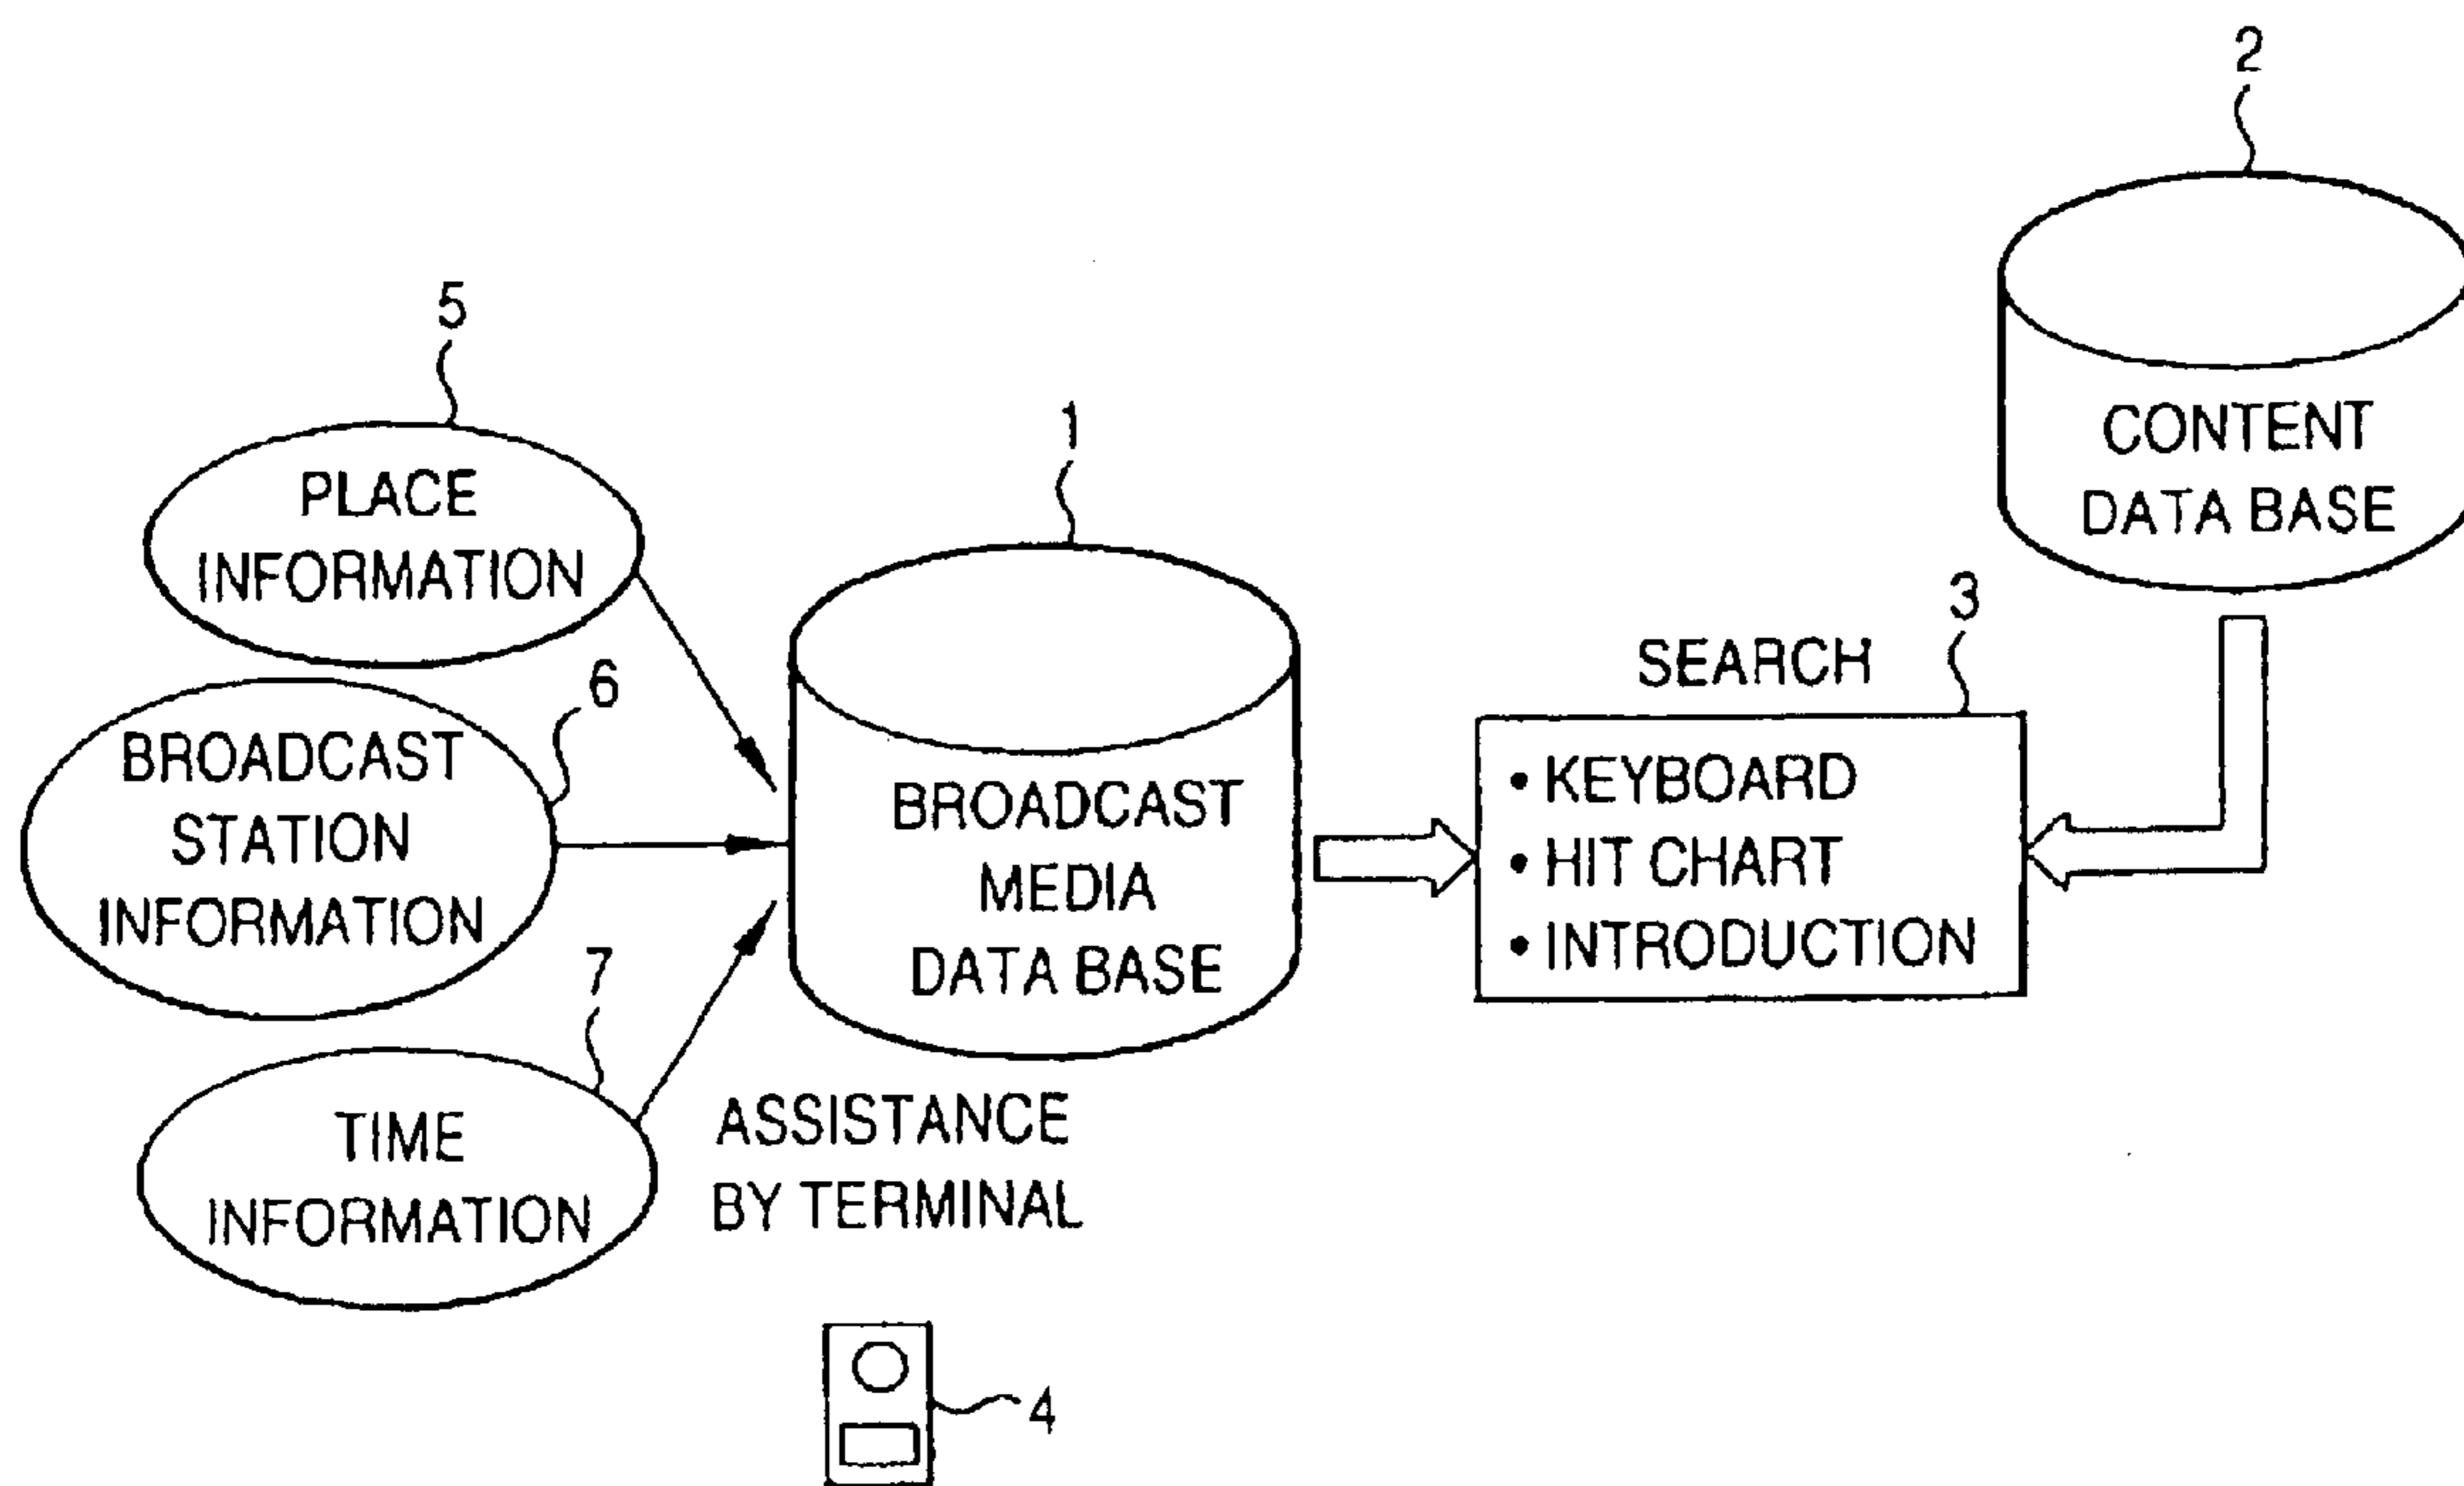 2
5
PLACE
INFORMATION
1
CONTENT
DATA BASE
6
BROADCAST
STATION
INFORMATION
BROADCAST
MEDIA
DATA BASE
SEARCH
3
• KEYBOARD
• HIT CHART
• INTRODUCTION
7
TIME
INFORMATION
ASSISTANCE
BY TERMINAL
4